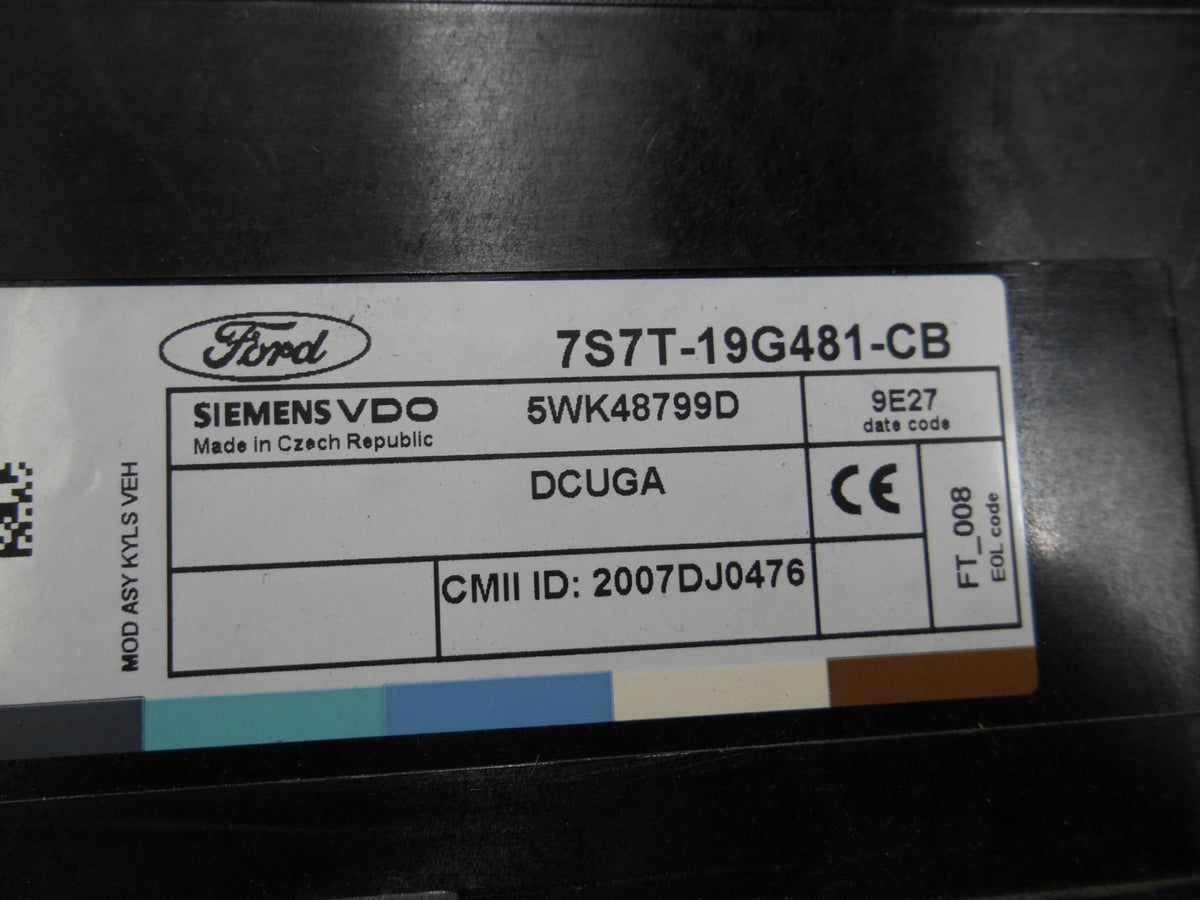 Ford
7S7T-19G481-CB
SIEMENS VDO
Made in Czech Republic
5WK48799D
9E27
date code
DCUGA
CE
FT_008
EOL code
CMII ID: 2007DJ0476
MOD ASY KYLS VEH